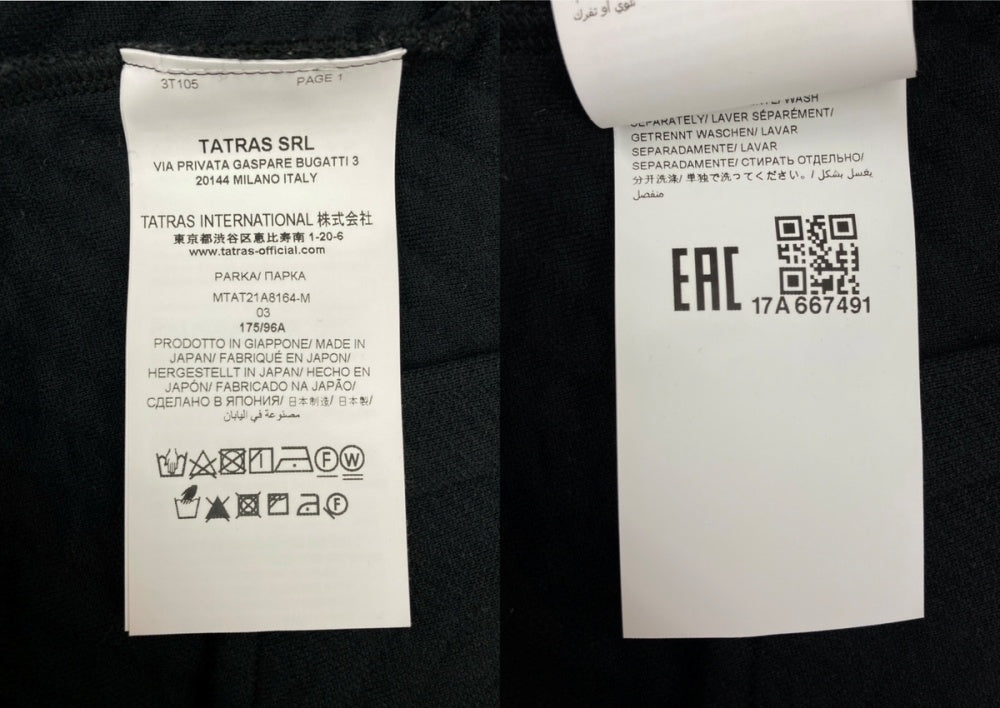 3T105 PAGE 1
TATRAS SRL
VIA PRIVATA GASPARE BUGATTI 3
20144 MILANO ITALY
TATRAS INTERNATIONAL 株式会社
東京都渋谷区恵比寿南 1-20-6
www.tatras-official.com
PARKA/ ПАРКА
MTAT21A8164-M
03
175/96A
PRODOTTO IN GIAPPONE/ MADE IN
JAPAN/ FABRIQUÉ EN JAPON/
HERGESTELLT IN JAPAN/ HECHO EN
JAPÓN/ FABRICADO NA JAPÃO/
СДЕЛАНО В ЯПОНИЯ/ 日本制造/ 日本製/
مصنوعة في اليابان
F W
F
تلوي أو تفرك
WASH
SEPARATELY/ LAVER SÉPARÉMENT/
GETRENNT WASCHEN/ LAVAR
SEPARADAMENTE/ LAVAR
SEPARADAMENTE/ СТИРАТЬ ОТДЕЛЬНО/
分开洗涤/ 単独で洗ってください。/ يغسل بشكل
منفصل
EAC
17A 667491